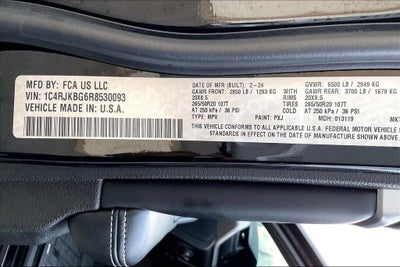 MFD BY: FCA US LLC
VIN: 1C4RJKBG6R8530093
VEHICLE MADE IN: U.S.A.
DATE OF MFR (BUILT): 2-24 GVWR: 6500 LB / 2949 KG
GAWR FRONT: 2850 LB / 1293 KG WITH GAWR REAR: 3700 LB / 1679 KG
20X8.5 RIMS 20X8.5
265/50R20 107T TIRES 265/50R20 107T
AT 250 kPa / 36 PSI COLD AT 250 kPa / 36 PSI
TYPE: MPV PAINT: PXJ MDH: 013119
THIS VEHICLE CONFORMS TO ALL APPLICABLE U.S.A. FEDERAL MOTOR VEHICLE
STANDARDS IN EFFECT ON THE DATE OF MANUFACTURE SHOWN ABOVE